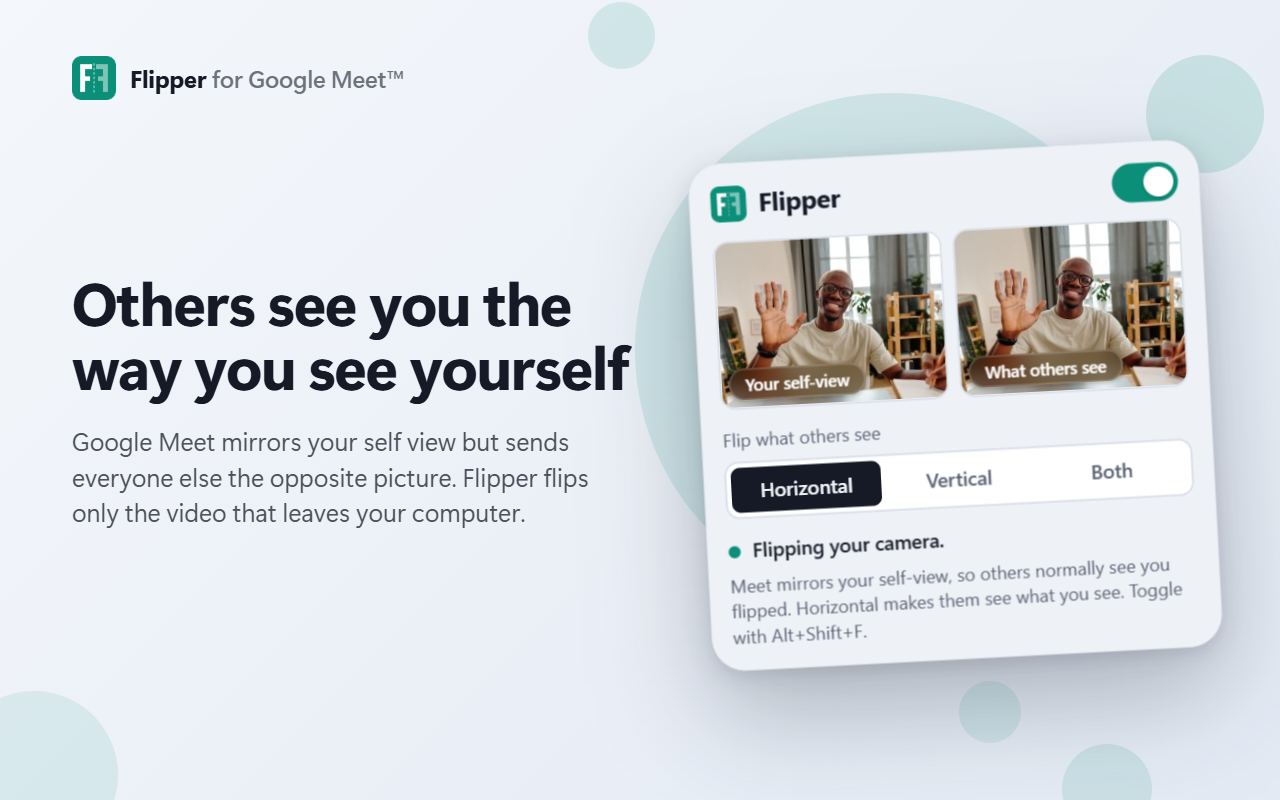 Flipper for Google Meet™
Others see you the
way you see yourself
Google Meet mirrors your self view but sends
everyone else the opposite picture. Flipper flips
only the video that leaves your computer.
Flipper
Your self-view
What others see
Flip what others see
Horizontal
Vertical
Both
Flipping your camera.
Meet mirrors your self-view, so others normally see you
flipped. Horizontal makes them see what you see. Toggle
with Alt+Shift+F.